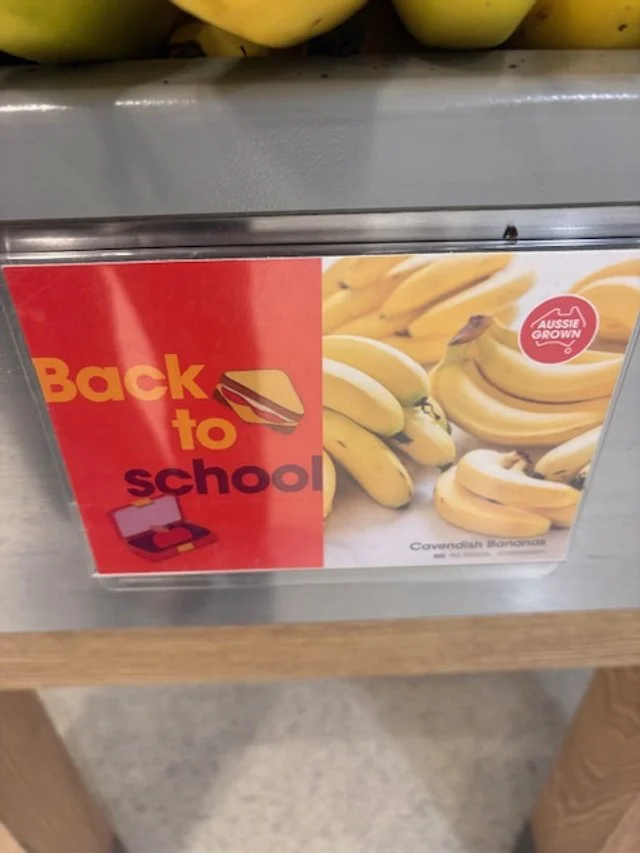 Back
to
school
AUSSIE
GROWN
Cavendish Bananas